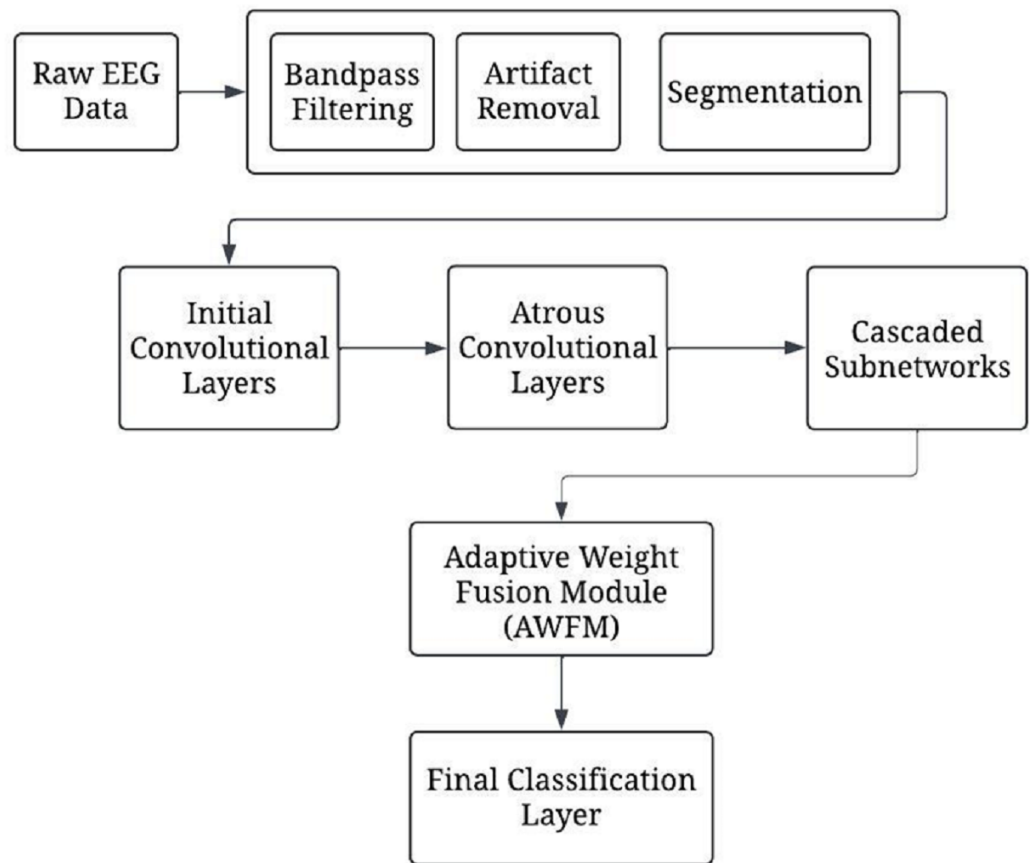 Raw EEG
Data
Bandpass
Filtering
Artifact
Removal
Segmentation
Initial
Convolutional
Layers
Atrous
Convolutional
Layers
Cascaded
Subnetworks
Adaptive Weight
Fusion Module
(AWFM)
Final Classification
Layer